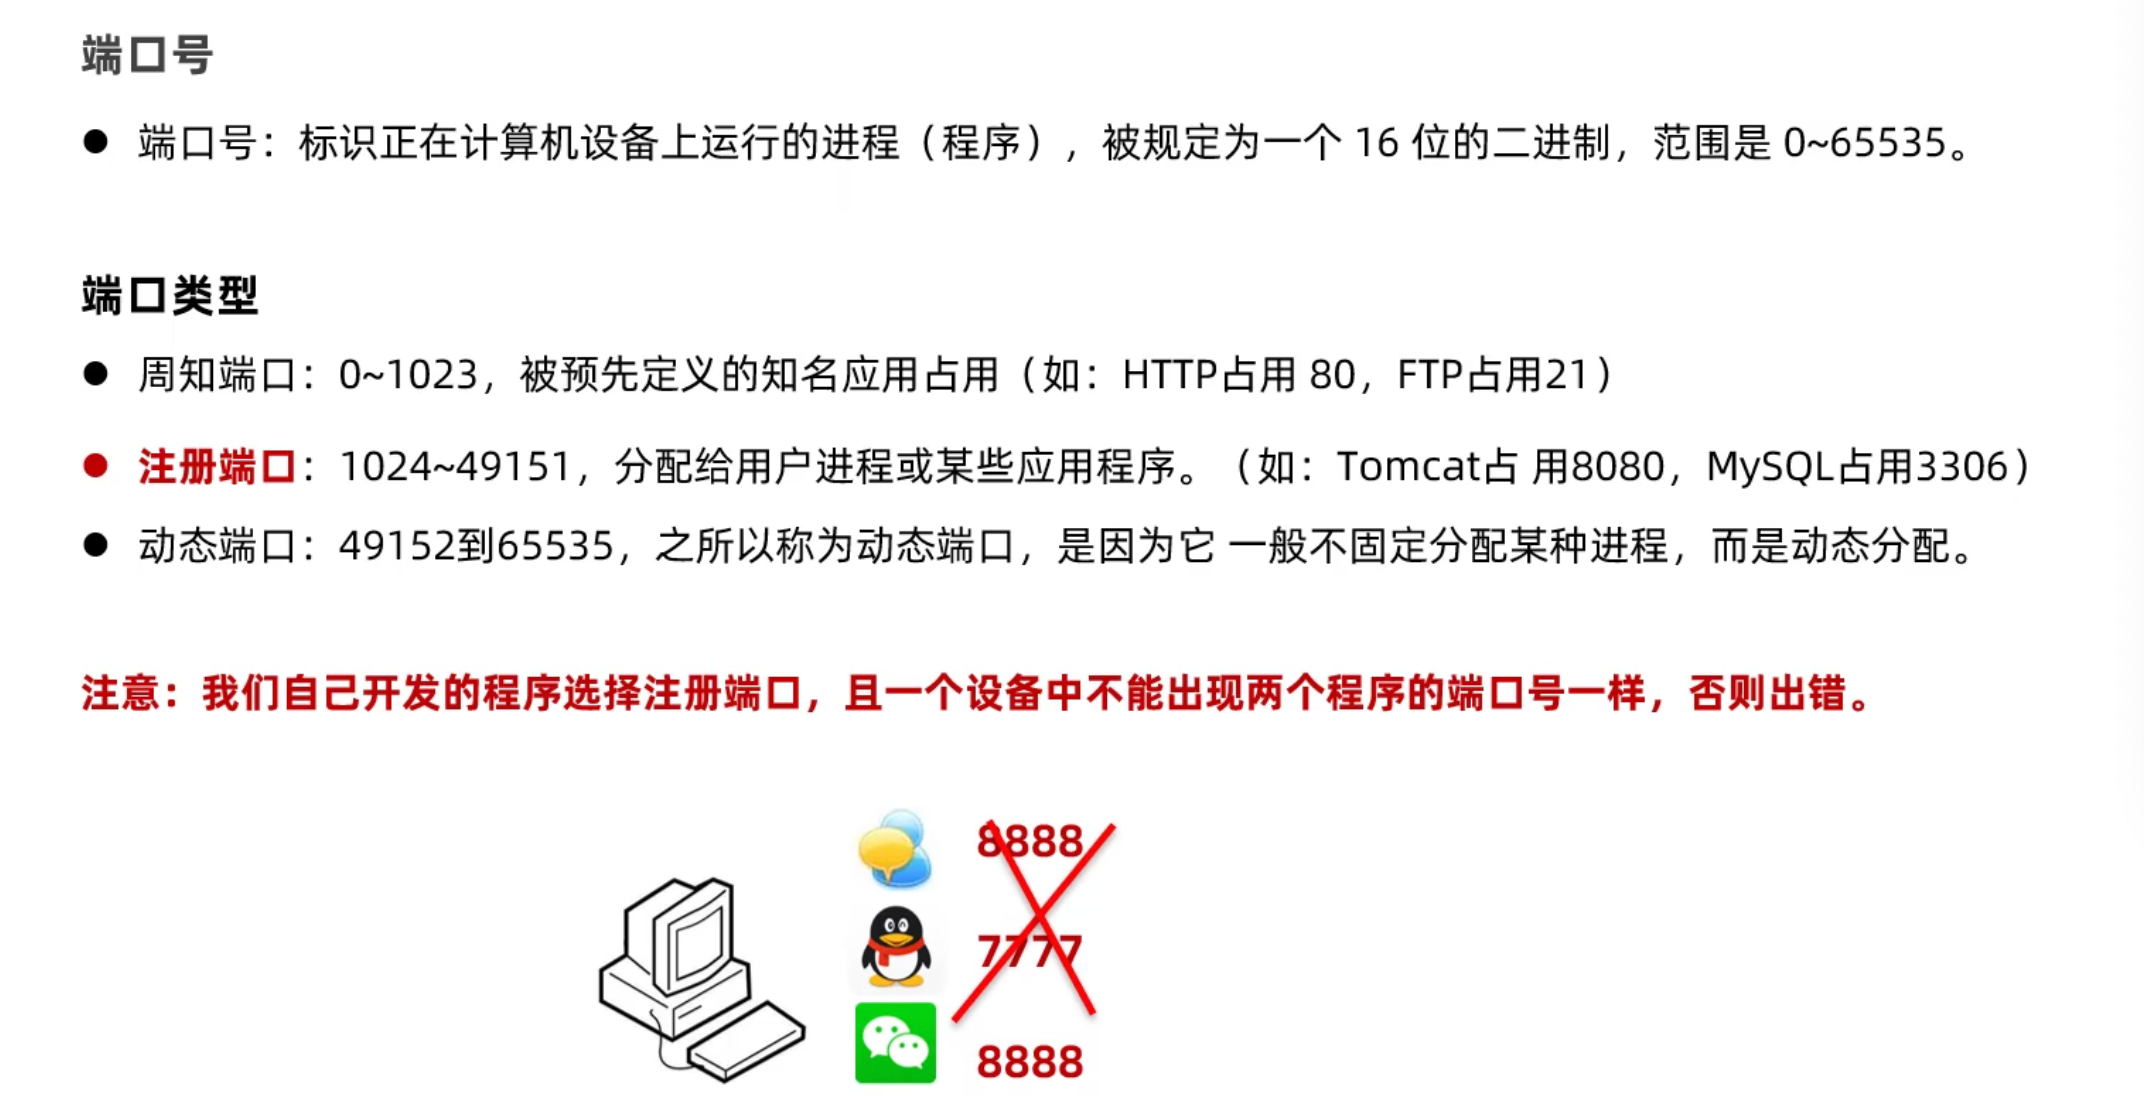 端口号
● 端口号：标识正在计算机设备上运行的进程（程序），被规定为一个 16 位的二进制，范围是 0~65535。
端口类型
● 周知端口：0~1023，被预先定义的知名应用占用（如：HTTP占用 80，FTP占用21）
● 注册端口：1024~49151，分配给用户进程或某些应用程序。（如：Tomcat占 用8080，MySQL占用3306）
● 动态端口：49152到65535，之所以称为动态端口，是因为它 一般不固定分配某种进程，而是动态分配。
注意：我们自己开发的程序选择注册端口，且一个设备中不能出现两个程序的端口号一样，否则出错。
8888
7777
8888